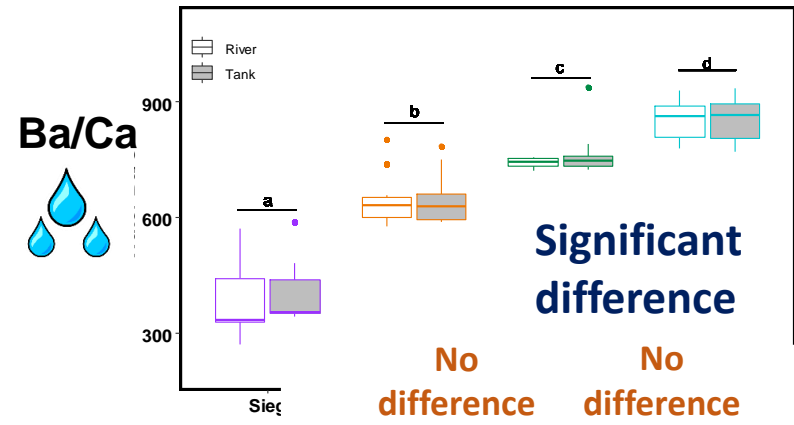 River
Tank
Ba/Ca
900
600
300
a
b
c
d
Significant
difference
No
difference
No
difference